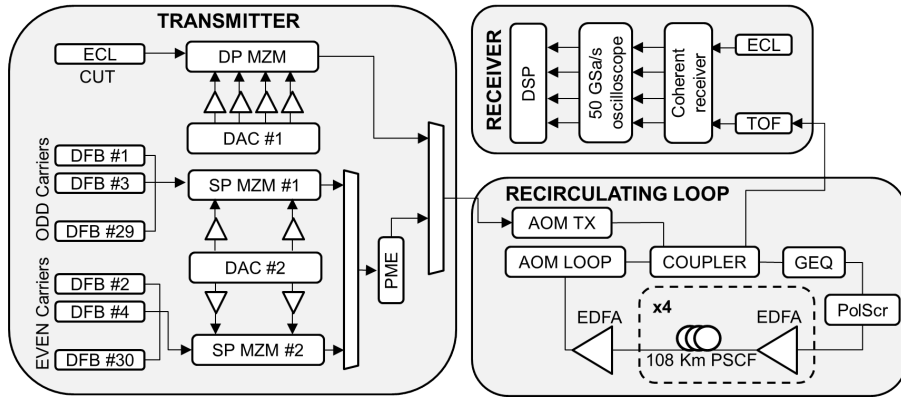 TRANSMITTER
ECL
CUT
DP MZM
DAC #1
ODD Carriers
DFB #1
DFB #3
DFB #29
SP MZM #1
DAC #2
EVEN Carriers
DFB #2
DFB #4
DFB #30
SP MZM #2
PME
RECEIVER
DSP
50 GSa/s
oscilloscope
Coherent
receiver
ECL
TOF
RECIRCULATING LOOP
AOM TX
AOM LOOP
COUPLER
GEQ
PolScr
x4
EDFA
EDFA
108 Km PSCF